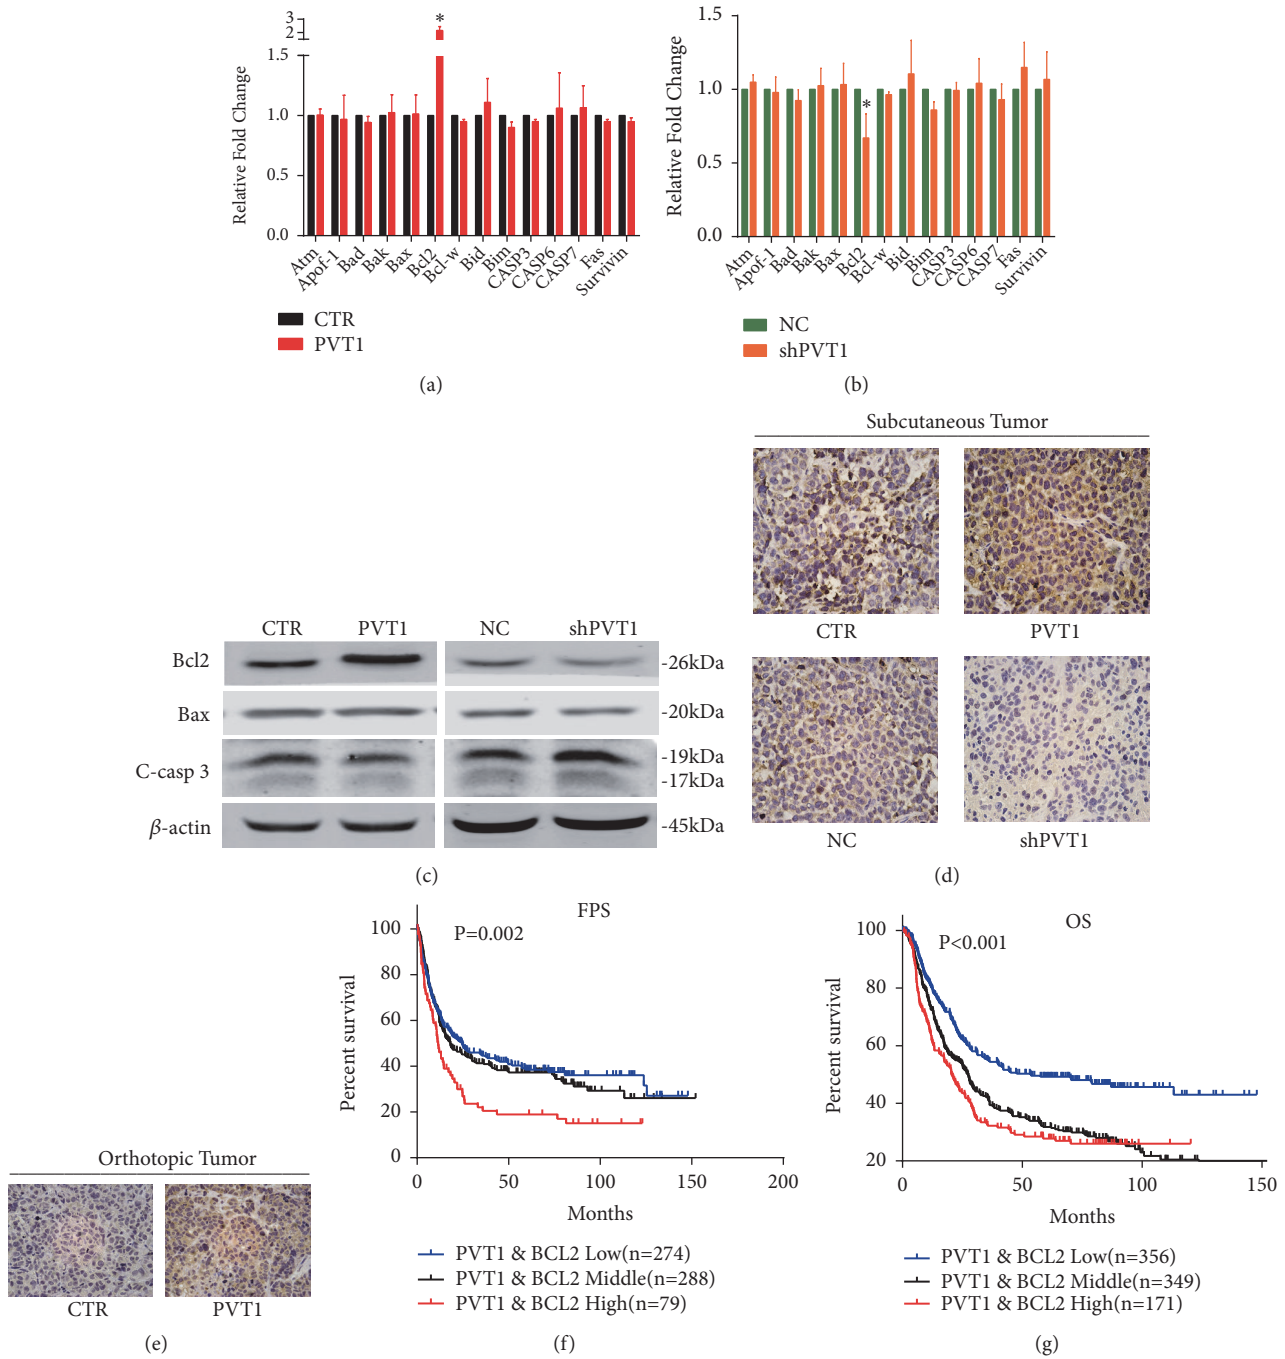 3
2
1.5
1.0
0.5
0.0
Relative Fold Change
*
Atm
Apof-1
Bad
Bak
Bax
Bcl2
Bcl-w
Bid
Bim
CASP3
CASP6
CASP7
Fas
Survivin
CTR
PVT1
(a)
1.5
1.0
0.5
0.0
Relative Fold Change
*
Atm
Apof-1
Bad
Bak
Bax
Bcl2
Bcl-w
Bid
Bim
CASP3
CASP6
CASP7
Fas
Survivin
NC
shPVT1
(b)
CTR PVT1 NC shPVT1
Bcl2 -26kDa
Bax -20kDa
C-casp 3 -19kDa
-17kDa
β-actin -45kDa
(c)
Subcutaneous Tumor
CTR PVT1
NC shPVT1
(d)
Orthotopic Tumor
CTR PVT1
(e)
FPS
P=0.002
Percent survival
100
80
60
40
20
0
0 50 100 150 200
Months
PVT1 & BCL2 Low(n=274)
PVT1 & BCL2 Middle(n=288)
PVT1 & BCL2 High(n=79)
(f)
OS
P<0.001
Percent survival
100
80
60
40
20
0 50 100 150
Months
PVT1 & BCL2 Low(n=356)
PVT1 & BCL2 Middle(n=349)
PVT1 & BCL2 High(n=171)
(g)